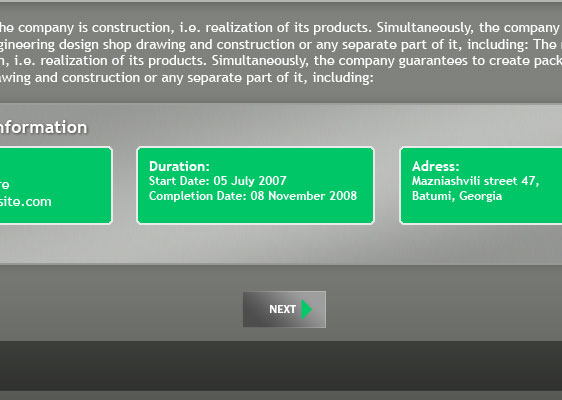 he company is construction, i.e. realization of its products. Simultaneously, the company
gineering design shop drawing and construction or any separate part of it, including: The
n, i.e. realization of its products. Simultaneously, the company guarantees to create pack
awing and construction or any separate part of it, including:
nformation
re
site.com
Duration:
Start Date: 05 July 2007
Completion Date: 08 November 2008
Adress:
Mazniashvili street 47,
Batumi, Georgia
NEXT